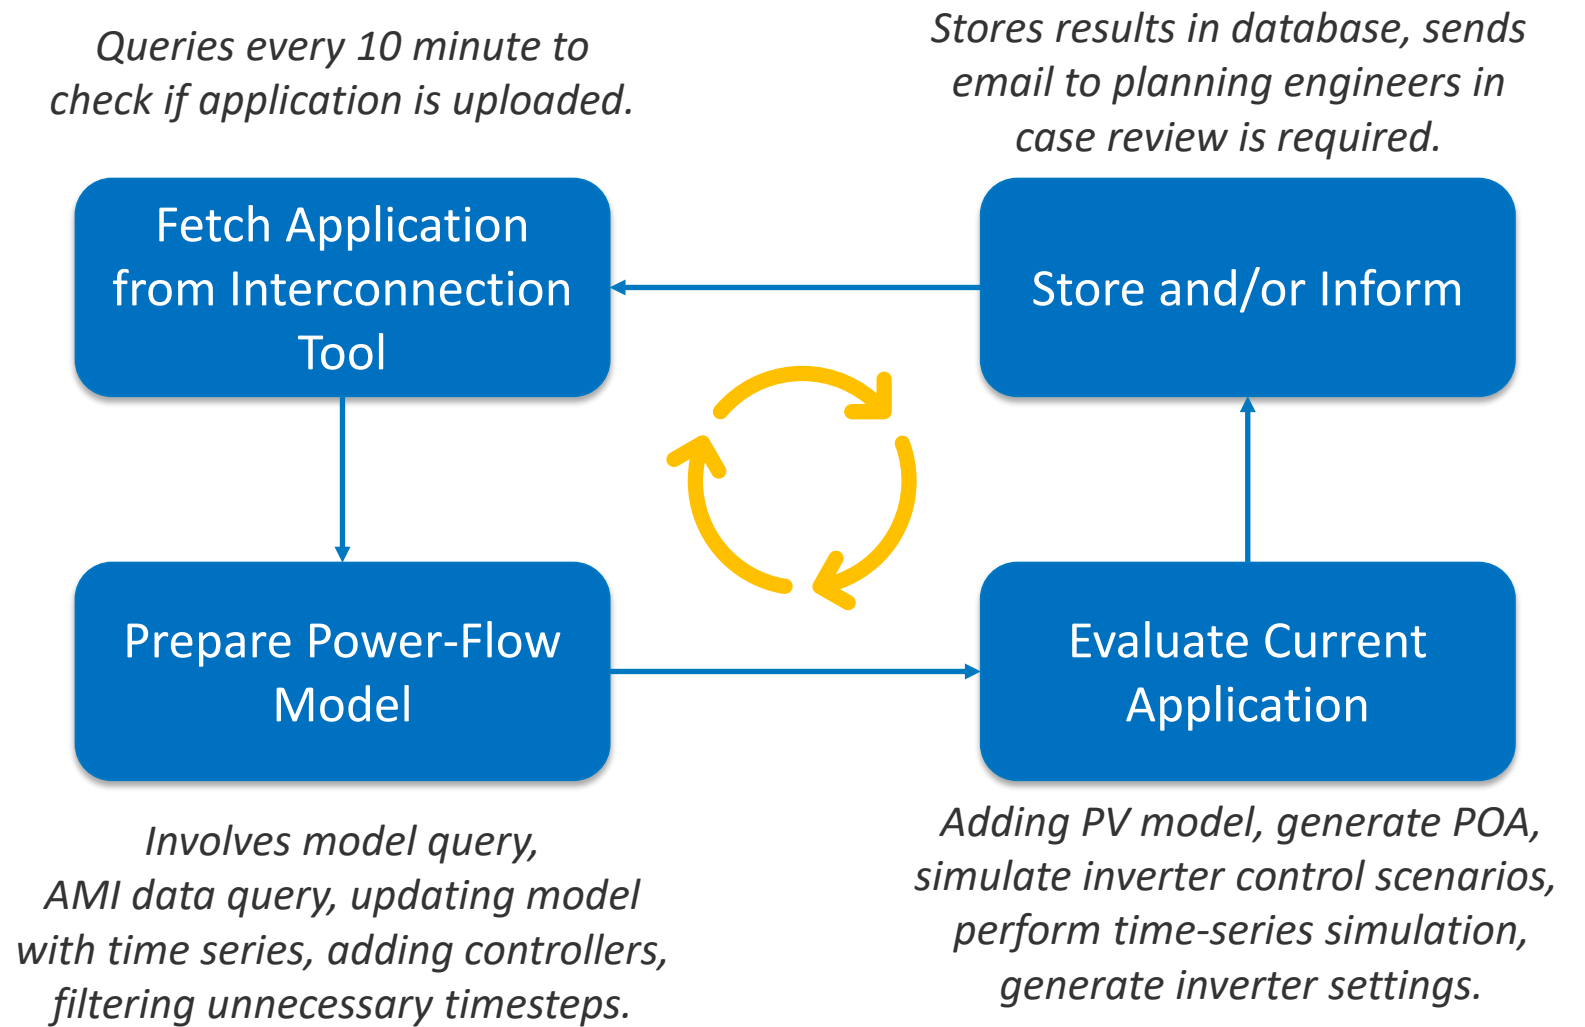 Queries every 10 minute to
check if application is uploaded.
Stores results in database, sends
email to planning engineers in
case review is required.
Fetch Application
from Interconnection
Tool
Store and/or Inform
Prepare Power-Flow
Model
Evaluate Current
Application
Involves model query,
AMI data query, updating model
with time series, adding controllers,
filtering unnecessary timesteps.
Adding PV model, generate POA,
simulate inverter control scenarios,
perform time-series simulation,
generate inverter settings.